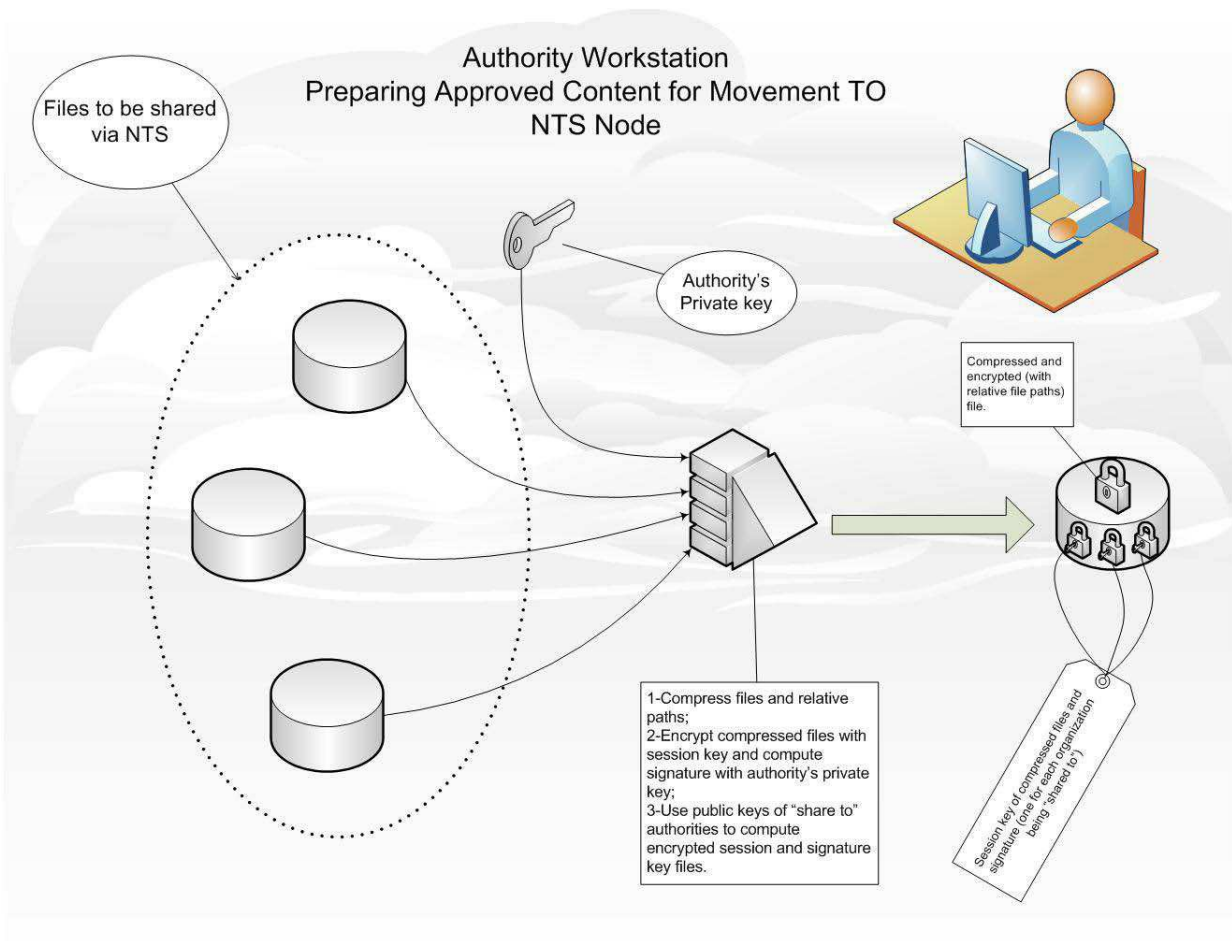 Authority Workstation
Preparing Approved Content for Movement TO
NTS Node
Files to be shared
via NTS
Authority's
Private key
Compressed and
encrypted (with
relative file paths)
file.
1-Compress files and relative
paths;
2-Encrypt compressed files with
session key and compute
signature with authority's private
key;
3-Use public keys of “share to”
authorities to compute
encrypted session and signature
key files.
Session key of compressed files and
signature (one for each organization
being “shared to”)